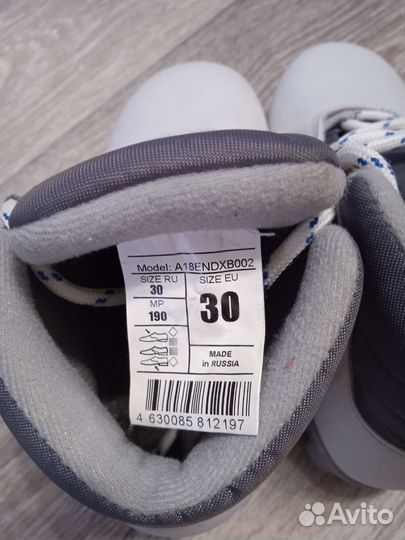 Model: A18ENDXB002
SIZE RU SIZE EU
30
MP
190
30
MADE
in RUSSIA
4 630085 812197
Avito